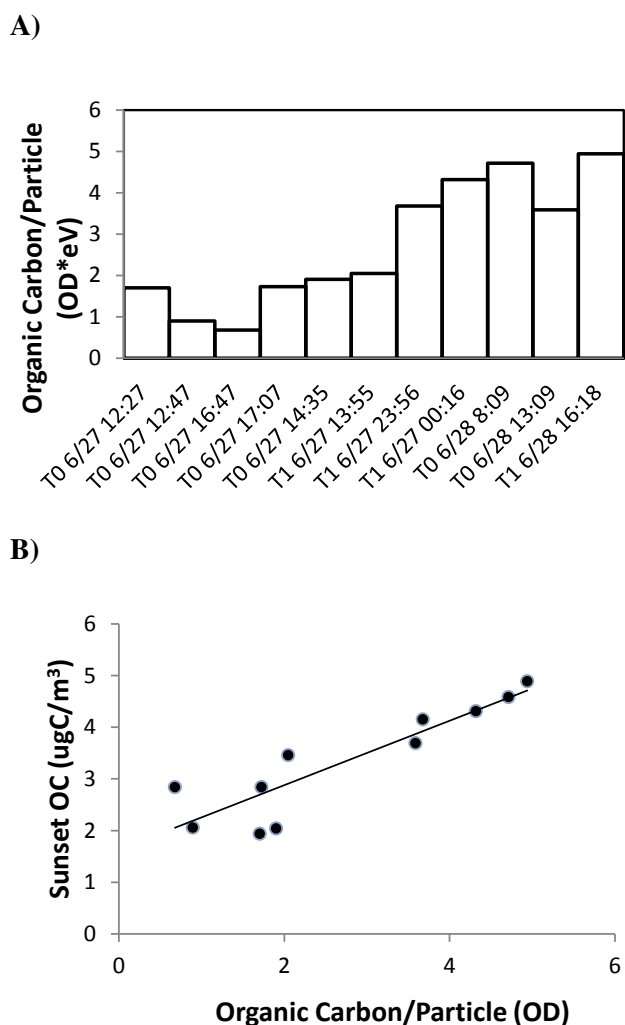 A)
Organic Carbon/Particle
(OD*eV)
6
5
4
3
2
1
0
T0 6/27 12:27
T0 6/27 12:47
T0 6/27 16:47
T0 6/27 17:07
T0 6/27 14:35
T1 6/27 13:55
T1 6/27 23:56
T1 6/27 00:16
T0 6/28 8:09
T0 6/28 13:09
T1 6/28 16:18
B)
Sunset OC (ugC/m³)
6
5
4
3
2
1
0
0 2 4 6
Organic Carbon/Particle (OD)